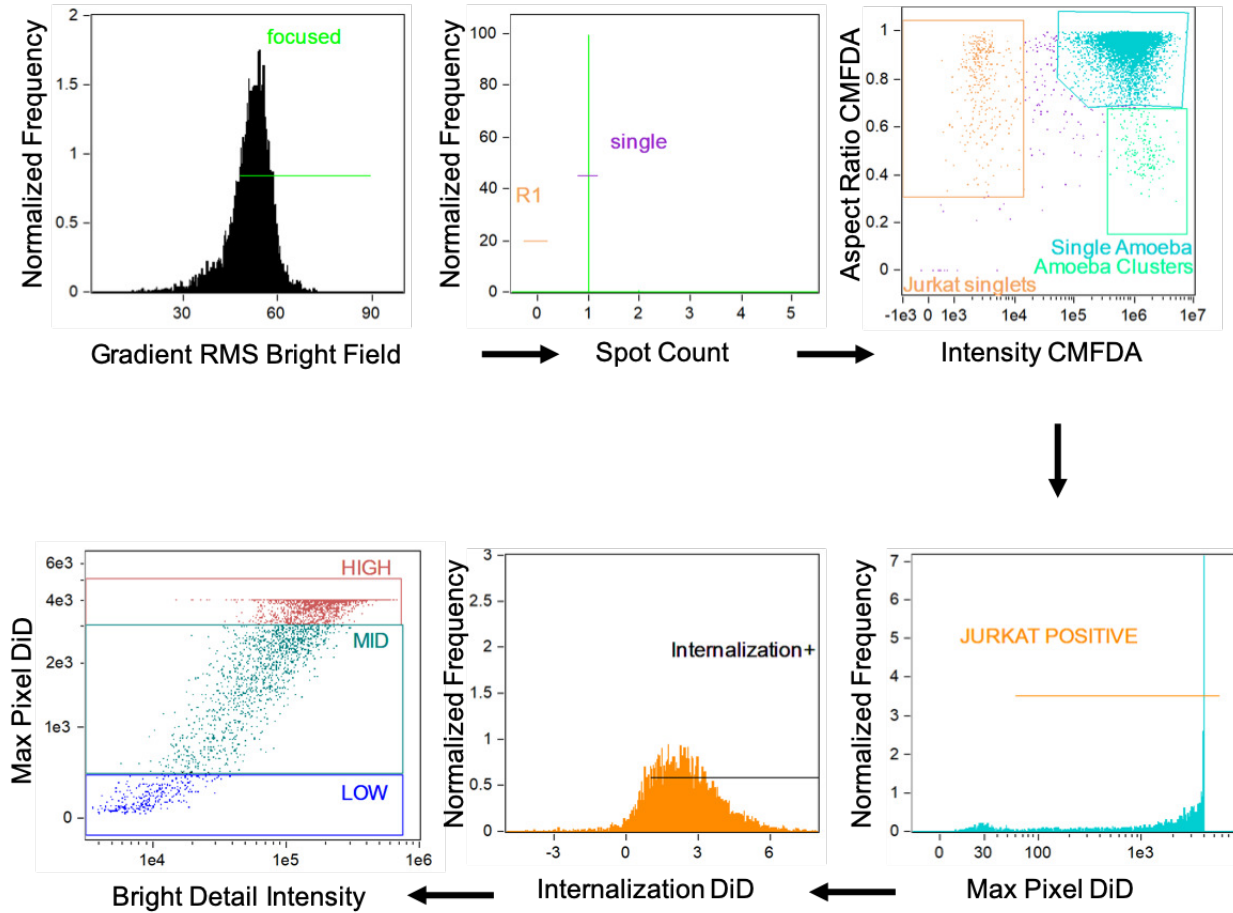 2
1.5
1
0.5
0
Normalized Frequency
focused
30 60 90
Gradient RMS Bright Field
100
80
60
40
20
0
Normalized Frequency
R1
single
0 1 2 3 4 5
Spot Count
1
0.8
0.6
0.4
0.2
0
Aspect Ratio CMFDA
Single Amoeba
Amoeba Clusters
Jurkat singlets
-1e3 0 1e3 1e4 1e5 1e6 1e7
Intensity CMFDA
6e3
4e3
2e3
1e3
0
Max Pixel DiD
HIGH
MID
LOW
1e4 1e5 1e6
Bright Detail Intensity
3
2.5
2
1.5
1
0.5
0
Normalized Frequency
Internalization+
-3 0 3 6
Internalization DiD
7
6
5
4
3
2
1
0
Normalized Frequency
JURKAT POSITIVE
0 30 100 1e3
Max Pixel DiD